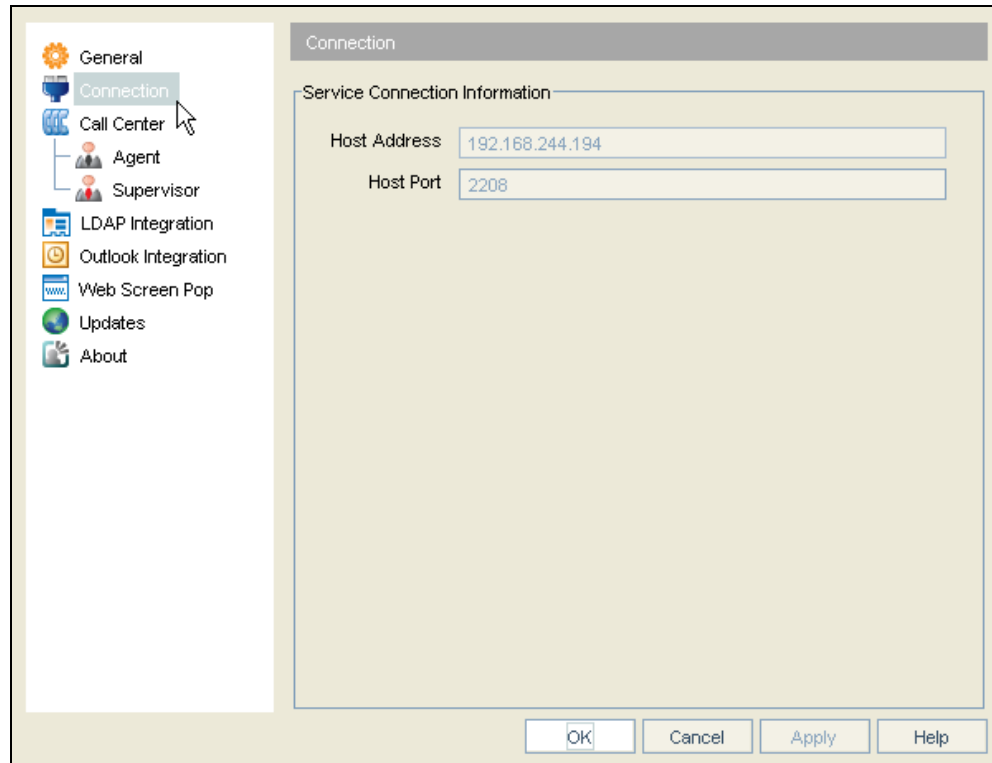 General
Connection
Call Center
Agent
Supervisor
LDAP Integration
Outlook Integration
www.
Web Screen Pop
Updates
About
Connection
Service Connection Information
Host Address 192.168.244.194
Host Port 2208
OK Cancel Apply Help